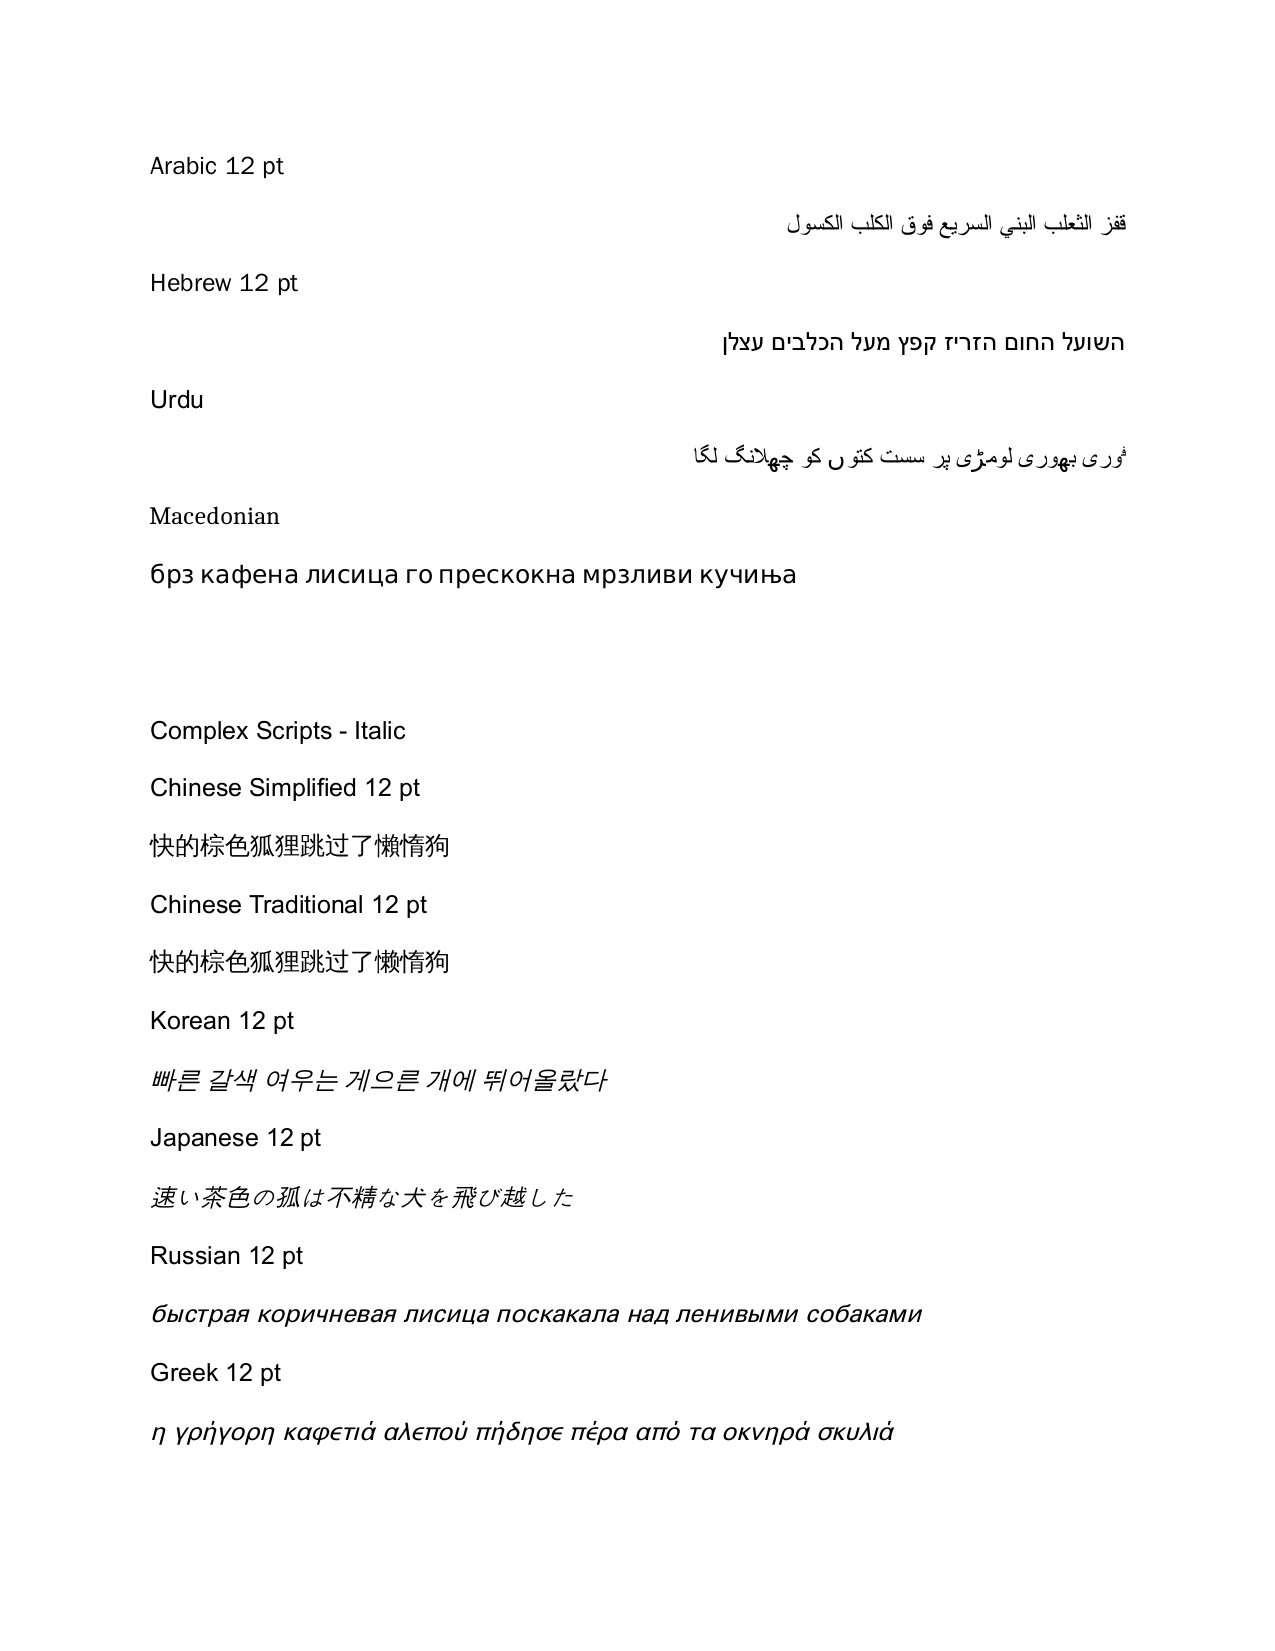 Arabic 12 pt
قفز الثعلب البني السريع فوق الكلب الكسول
Hebrew 12 pt
השועל החום הזריז קפץ מעל הכלבים עצלן
Urdu
فوری بھوری لومڑی پر سست کتوں کو چھلانگ لگا
Macedonian
брз кафена лисица го прескокна мрзливи кучиња
Complex Scripts - Italic
Chinese Simplified 12 pt
快的棕色狐狸跳过了懒惰狗
Chinese Traditional 12 pt
快的棕色狐狸跳过了懒惰狗
Korean 12 pt
빠른 갈색 여우는 게으른 개에 뛰어올랐다
Japanese 12 pt
速い茶色の孤は不精な犬を飛び越した
Russian 12 pt
быстрая коричневая лисица поскакала над ленивыми собаками
Greek 12 pt
η γρήγορη καφετιά αλεπού πήδησε πέρα από τα οκνηρά σκυλιά